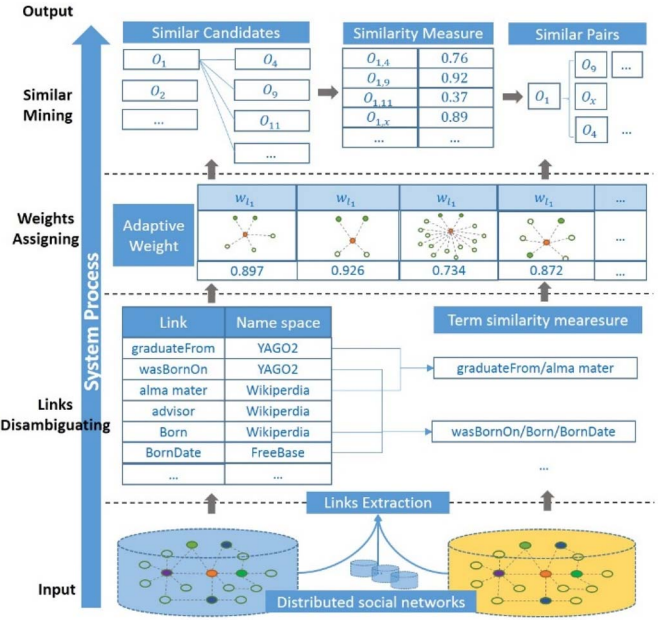 Output
Similar Candidates
Similarity Measure
Similar Pairs
Similar Mining
O1
O4
O2
O9
...
O11
...
O1,4 0.76
O1,9 0.92
O1,11 0.37
O1,x 0.89
... ...
O1
O9 ...
Ox
O4 ...
Weights Assigning
Adaptive Weight
wl1 wl1 wl1 wl1 ...
...
0.897 0.926 0.734 0.872 ...
System Process
Links Disambiguating
Link Name space
graduateFrom YAGO2
wasBornOn YAGO2
alma mater Wikiperdia
advisor Wikiperdia
Born Wikiperdia
BornDate FreeBase
... ...
Term similarity mearesure
graduateFrom/alma mater
wasBornOn/Born/BornDate
...
Links Extraction
Input
Distributed social networks